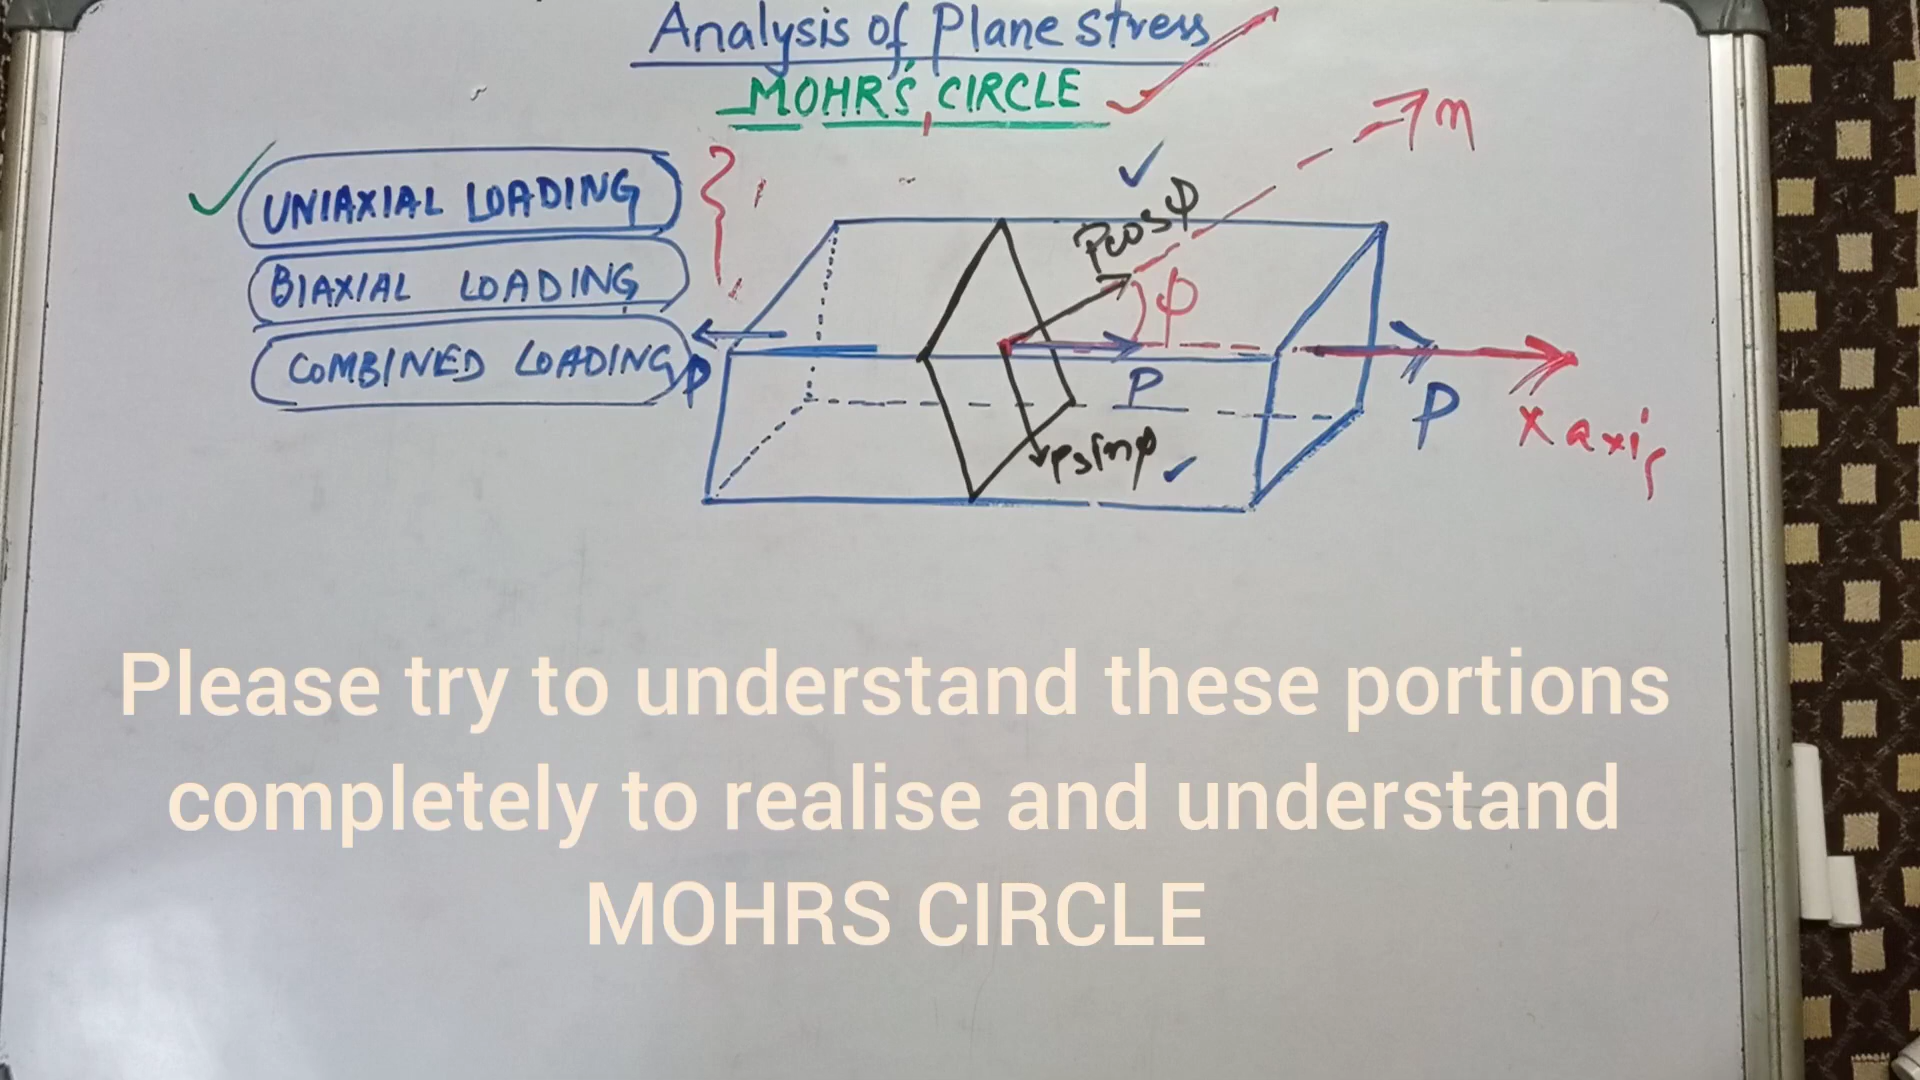 Analysis of Plane stress
MOHR'S CIRCLE
UNIAXIAL LOADING
BIAXIAL LOADING
COMBINED LOADING
n
Pcosφ
φ
P
P
P
Psinφ
x axis
Please try to understand these portions
completely to realise and understand
MOHRS CIRCLE